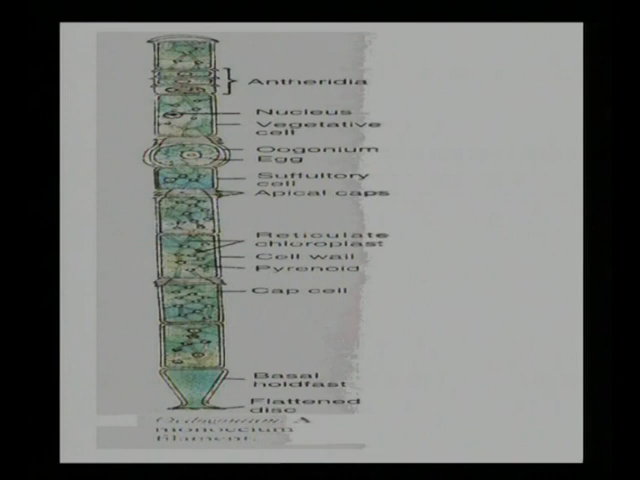 Antheridia
Nucleus
Vegetative
cell
Oogonium
Egg
Suffultory
cell
Apical caps
Reticulate
chloroplast
Cell wall
Pyrenoid
Cap cell
Basal
holdfast
Flattened
disc
Oedogonium. A
monoecium
filament.